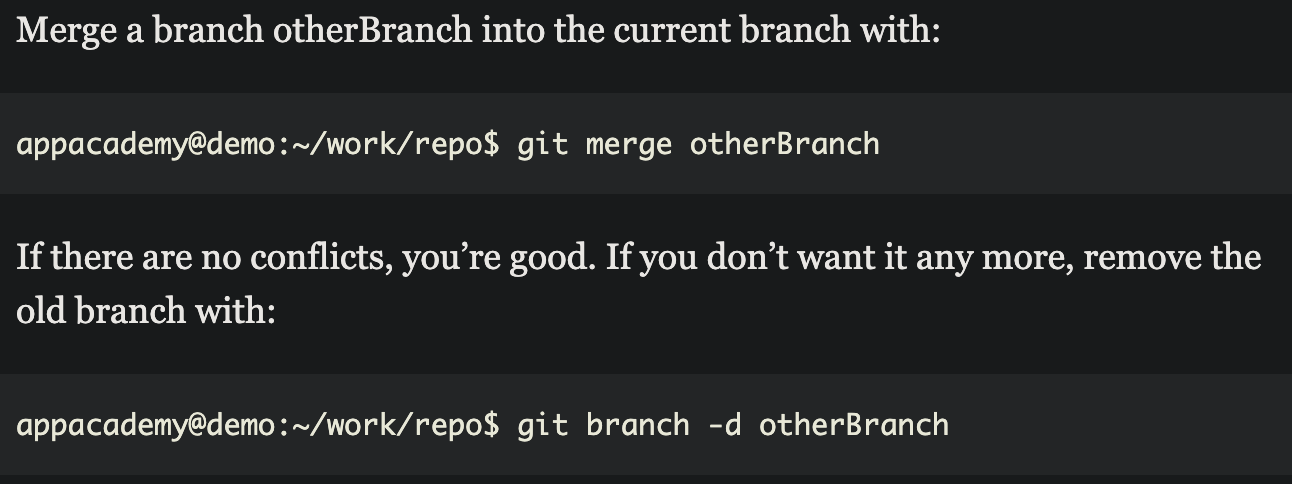 Merge a branch otherBranch into the current branch with:
appacademy@demo:~/work/repo$ git merge otherBranch
If there are no conflicts, you’re good. If you don’t want it any more, remove the
old branch with:
appacademy@demo:~/work/repo$ git branch -d otherBranch